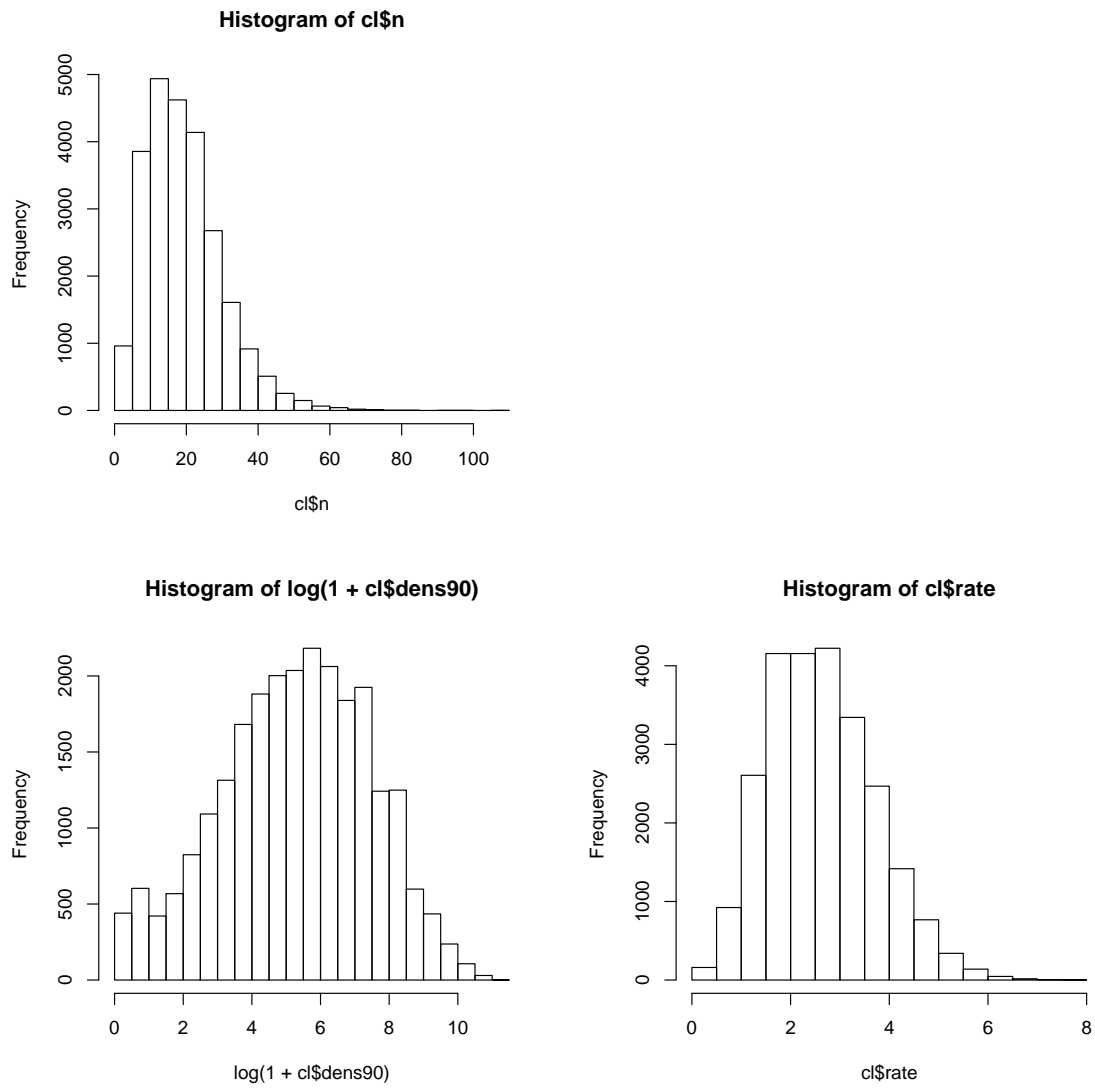 Histogram of cl$n
Frequency
0 1000 2000 3000 4000 5000
0 20 40 60 80 100
cl$n
Histogram of log(1 + cl$dens90)
Frequency
0 500 1000 1500 2000
0 2 4 6 8 10
log(1 + cl$dens90)
Histogram of cl$rate
Frequency
0 1000 2000 3000 4000
0 2 4 6 8
cl$rate